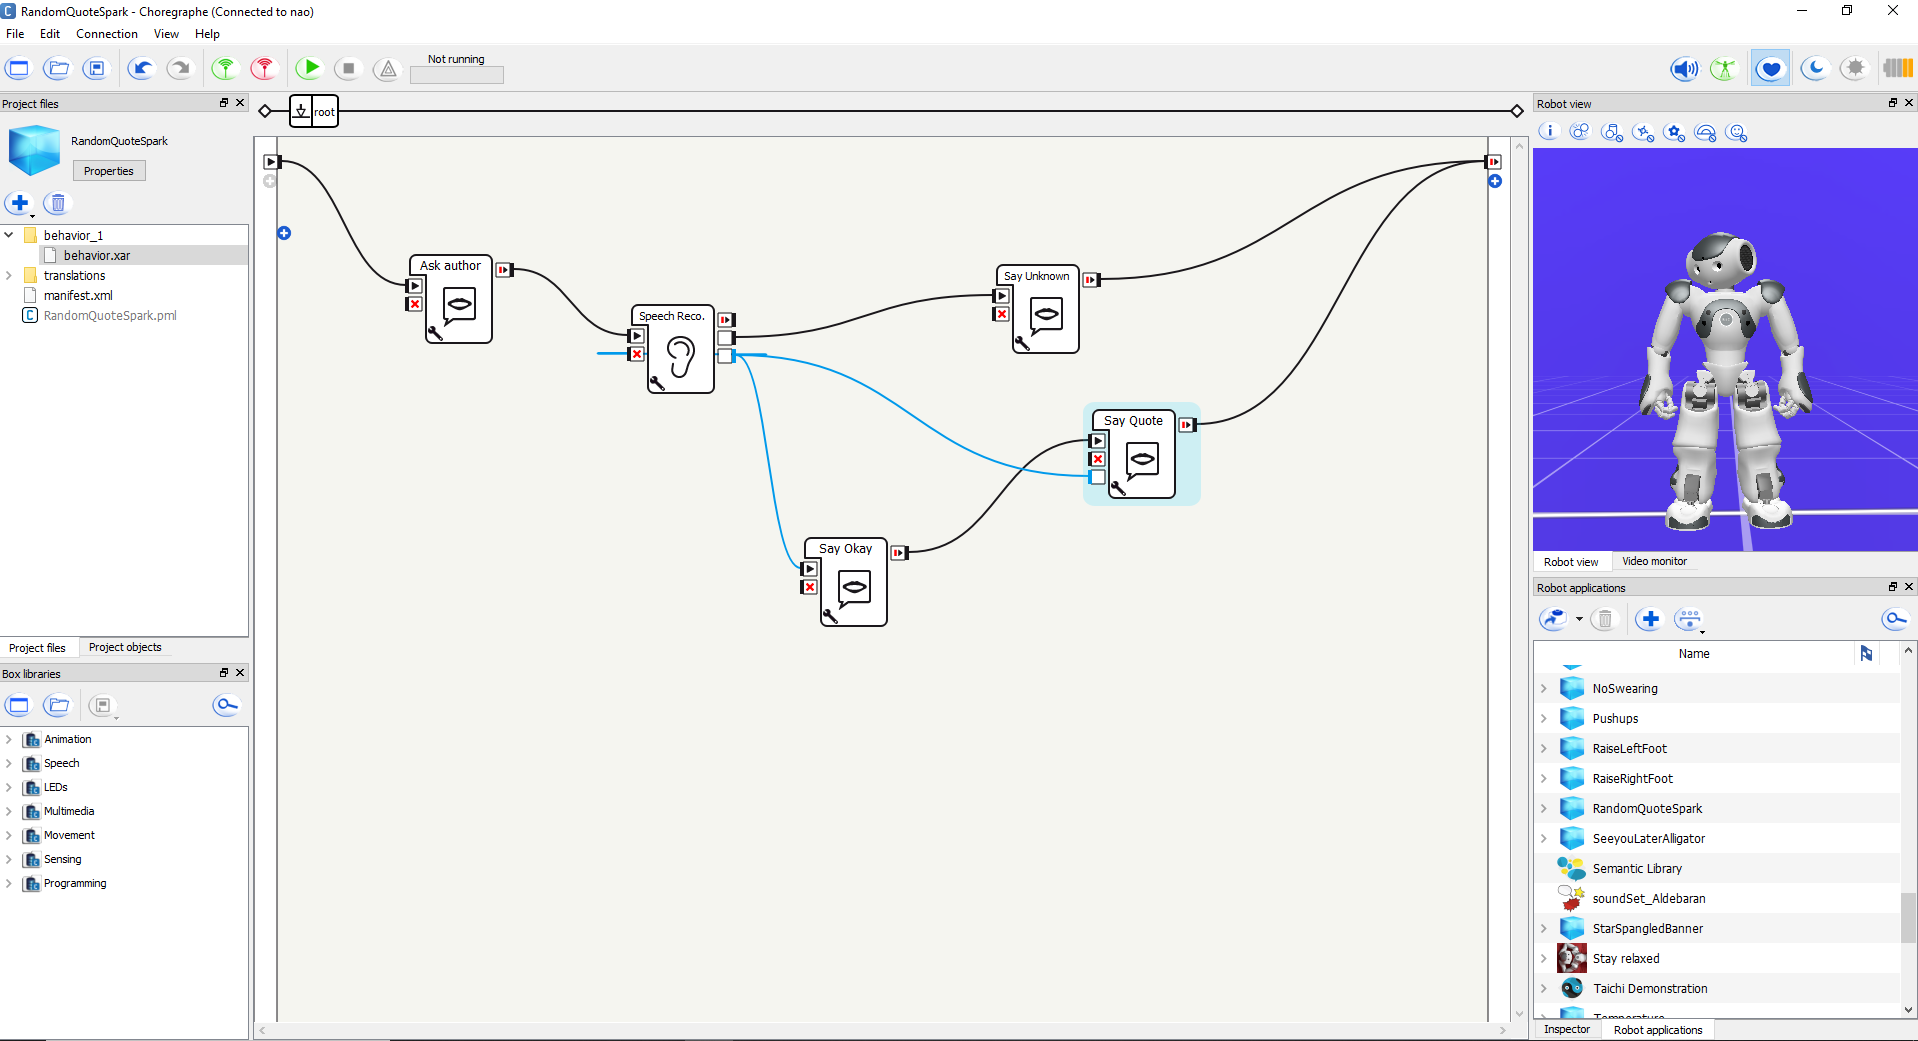 RandomQuoteSpark - Choregraphe (Connected to nao)
File Edit Connection View Help
Not running
Project files
RandomQuoteSpark
Properties
behavior_1
behavior.xar
translations
manifest.xml
RandomQuoteSpark.pml
Project files Project objects
Box libraries
Animation
Speech
LEDs
Multimedia
Movement
Sensing
Programming
root
Ask author
Speech Reco.
Say Unknown
Say Quote
Say Okay
Robot view
Robot view Video monitor
Robot applications
Name
NoSwearing
Pushups
RaiseLeftFoot
RaiseRightFoot
RandomQuoteSpark
SeeyouLaterAlligator
Semantic Library
soundSet_Aldebaran
StarSpangledBanner
Stay relaxed
Taichi Demonstration
Temperature
Inspector Robot applications